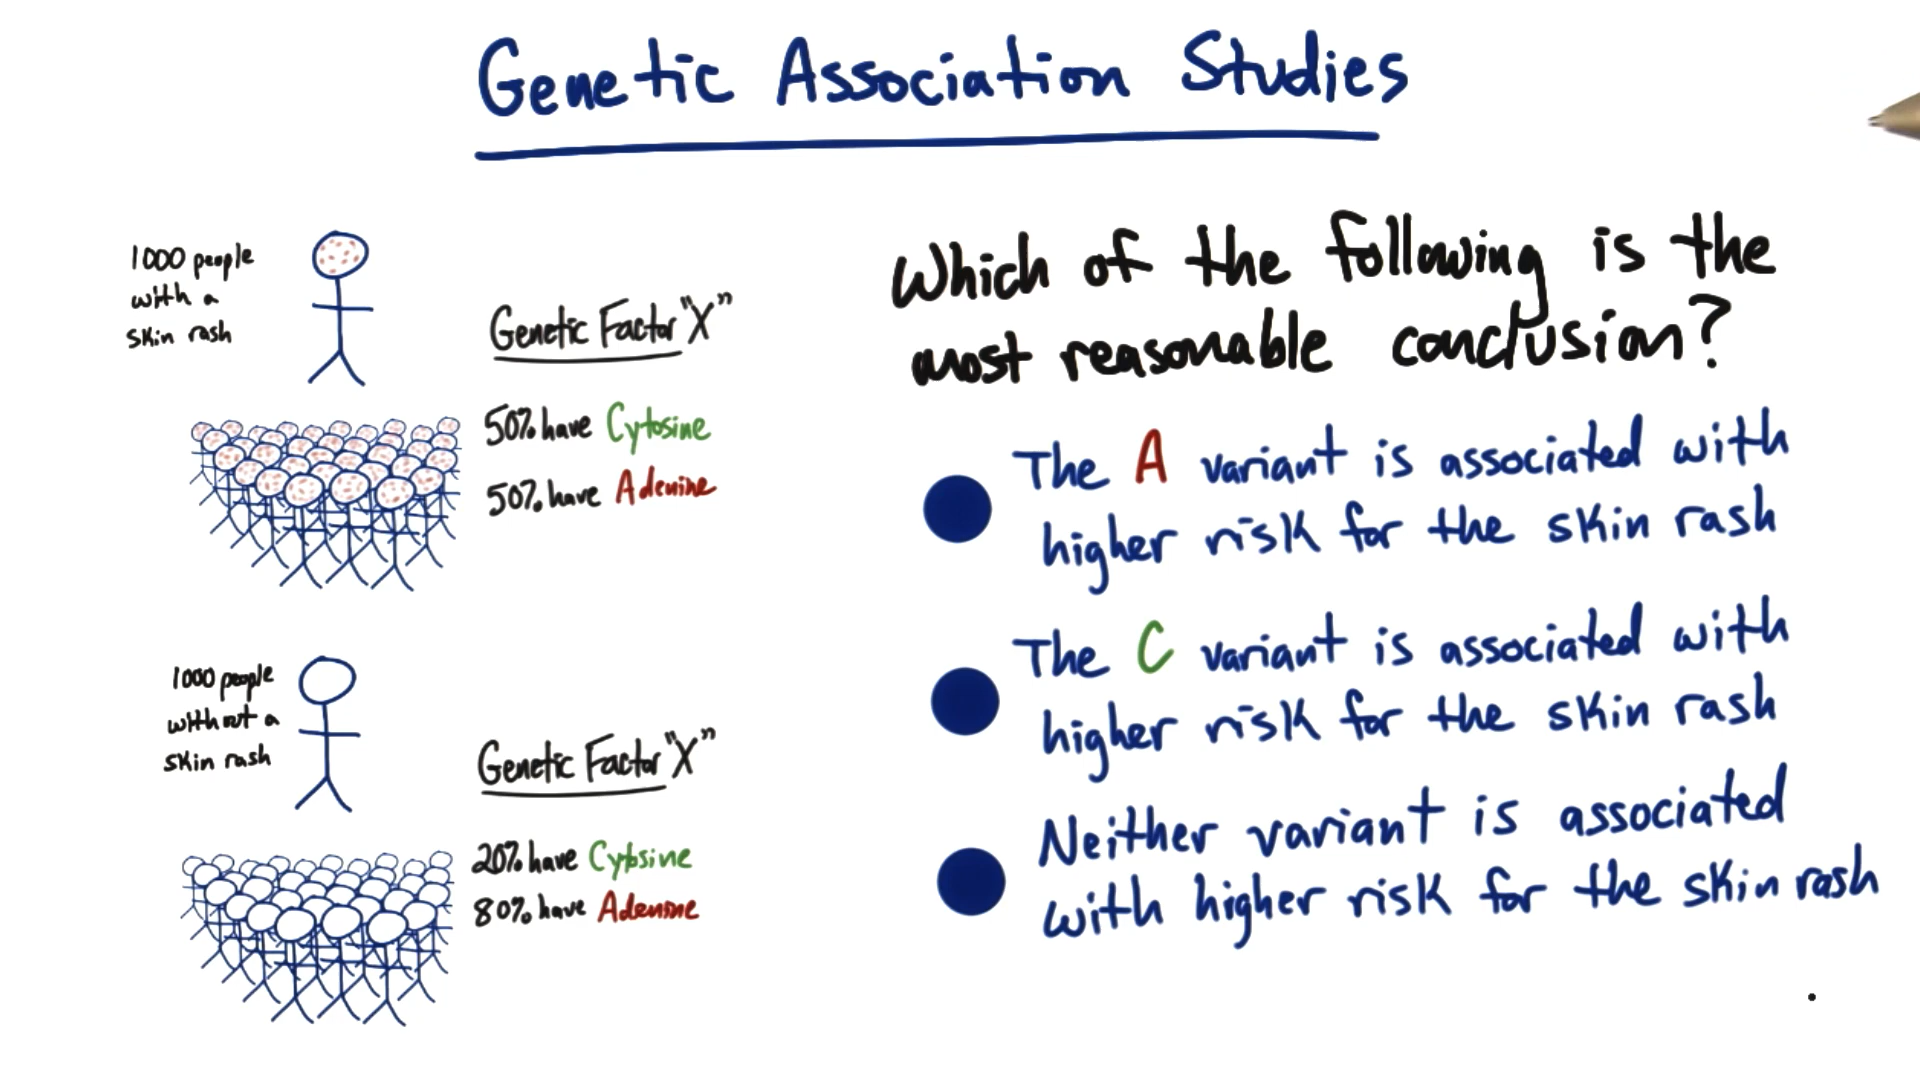 Genetic Association Studies
1000 people
with a
skin rash
Genetic Factor "X"
50% have Cytosine
50% have Adenine
1000 people
without a
skin rash
Genetic Factor "X"
20% have Cytosine
80% have Adenine
Which of the following is the
most reasonable conclusion?
The A variant is associated with
higher risk for the skin rash
The C variant is associated with
higher risk for the skin rash
Neither variant is associated
with higher risk for the skin rash